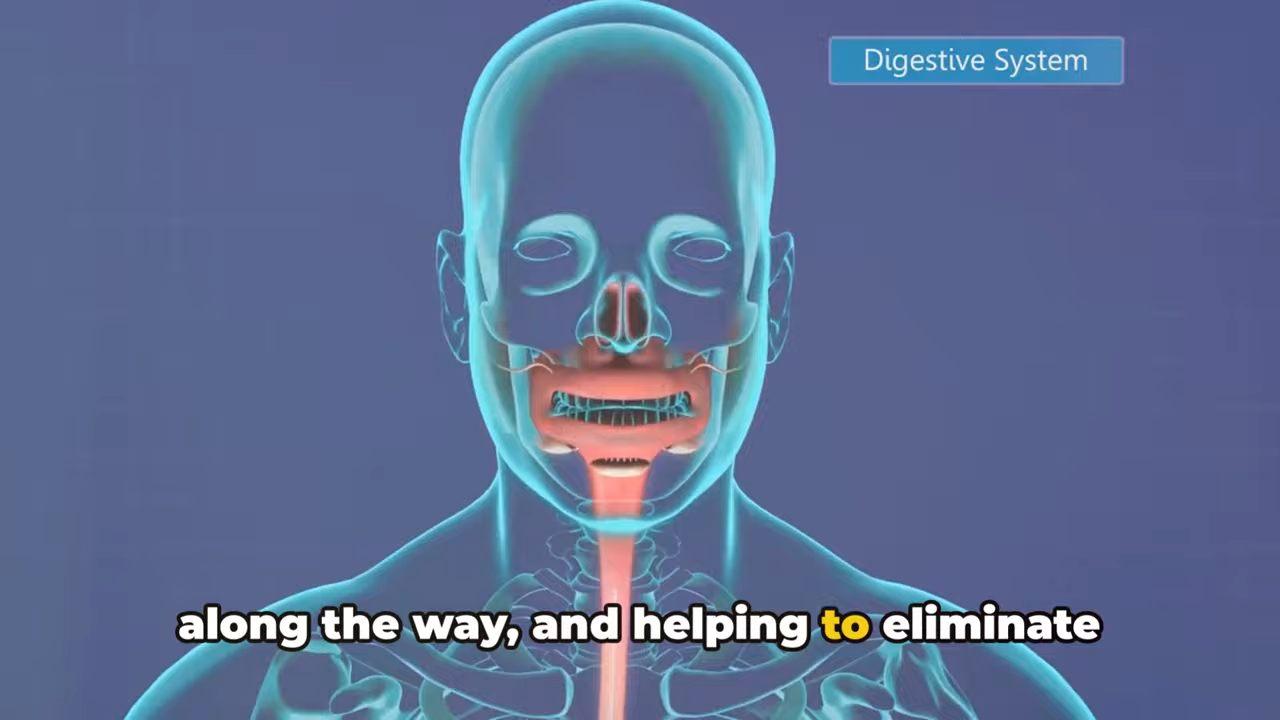 Digestive System
along the way, and helping to eliminate